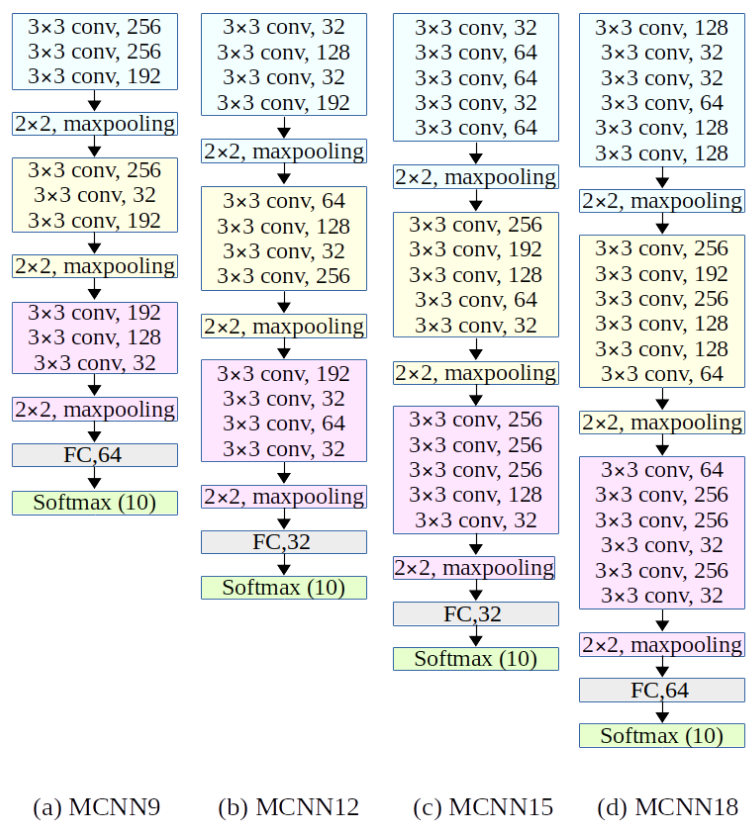 3×3 conv, 256
3×3 conv, 256
3×3 conv, 192
2×2, maxpooling
3×3 conv, 256
3×3 conv, 32
3×3 conv, 192
2×2, maxpooling
3×3 conv, 192
3×3 conv, 128
3×3 conv, 32
2×2, maxpooling
FC,64
Softmax (10)
(a) MCNN9
3×3 conv, 32
3×3 conv, 128
3×3 conv, 32
3×3 conv, 192
2×2, maxpooling
3×3 conv, 64
3×3 conv, 128
3×3 conv, 32
3×3 conv, 256
2×2, maxpooling
3×3 conv, 192
3×3 conv, 32
3×3 conv, 64
3×3 conv, 32
2×2, maxpooling
FC,32
Softmax (10)
(b) MCNN12
3×3 conv, 32
3×3 conv, 64
3×3 conv, 64
3×3 conv, 32
3×3 conv, 64
2×2, maxpooling
3×3 conv, 256
3×3 conv, 192
3×3 conv, 128
3×3 conv, 64
3×3 conv, 32
2×2, maxpooling
3×3 conv, 256
3×3 conv, 256
3×3 conv, 256
3×3 conv, 128
3×3 conv, 32
2×2, maxpooling
FC,32
Softmax (10)
(c) MCNN15
3×3 conv, 128
3×3 conv, 32
3×3 conv, 32
3×3 conv, 64
3×3 conv, 128
3×3 conv, 128
2×2, maxpooling
3×3 conv, 256
3×3 conv, 192
3×3 conv, 256
3×3 conv, 128
3×3 conv, 128
3×3 conv, 64
2×2, maxpooling
3×3 conv, 64
3×3 conv, 256
3×3 conv, 256
3×3 conv, 32
3×3 conv, 256
3×3 conv, 32
2×2, maxpooling
FC,64
Softmax (10)
(d) MCNN18